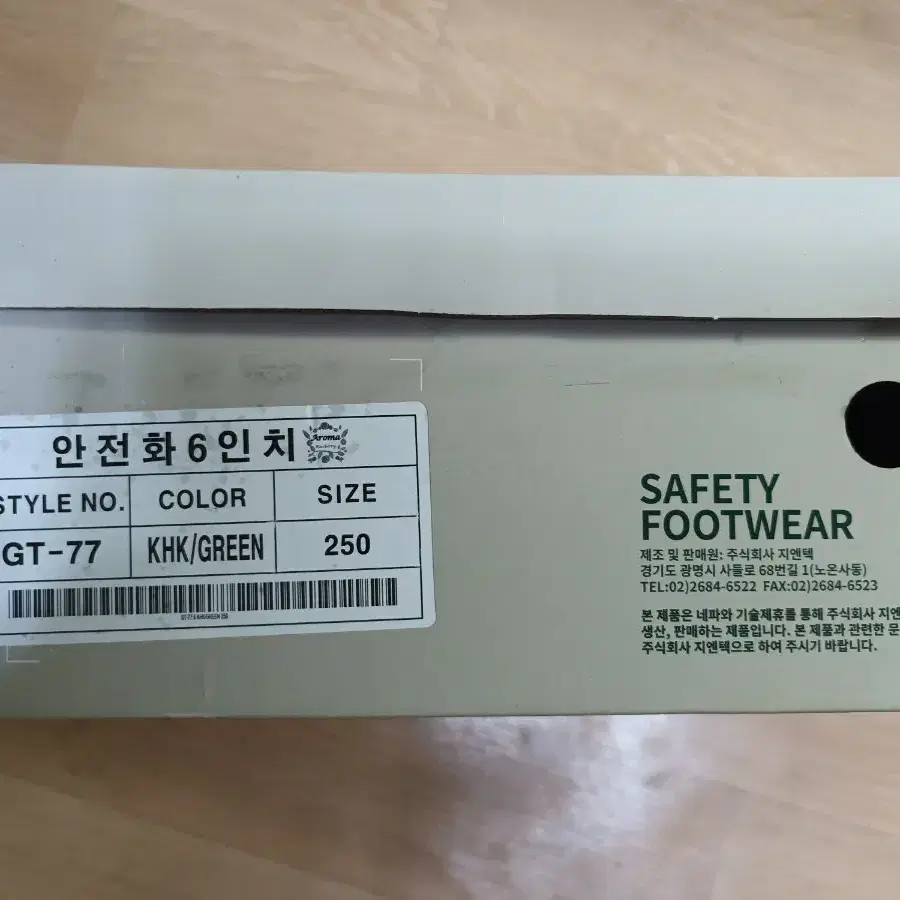 안전화6인치 Aroma
STYLE NO. COLOR SIZE
GT-77 KHK/GREEN 250
SAFETY
FOOTWEAR
제조 및 판매원: 주식회사 지엔텍
경기도 광명시 사들로 68번길 1(노온사동)
TEL:02)2684-6522 FAX:02)2684-6523
본 제품은 네파와 기술제휴를 통해 주식회사 지엔
생산, 판매하는 제품입니다. 본 제품과 관련한 문
주식회사 지엔텍으로 하여 주시기 바랍니다.